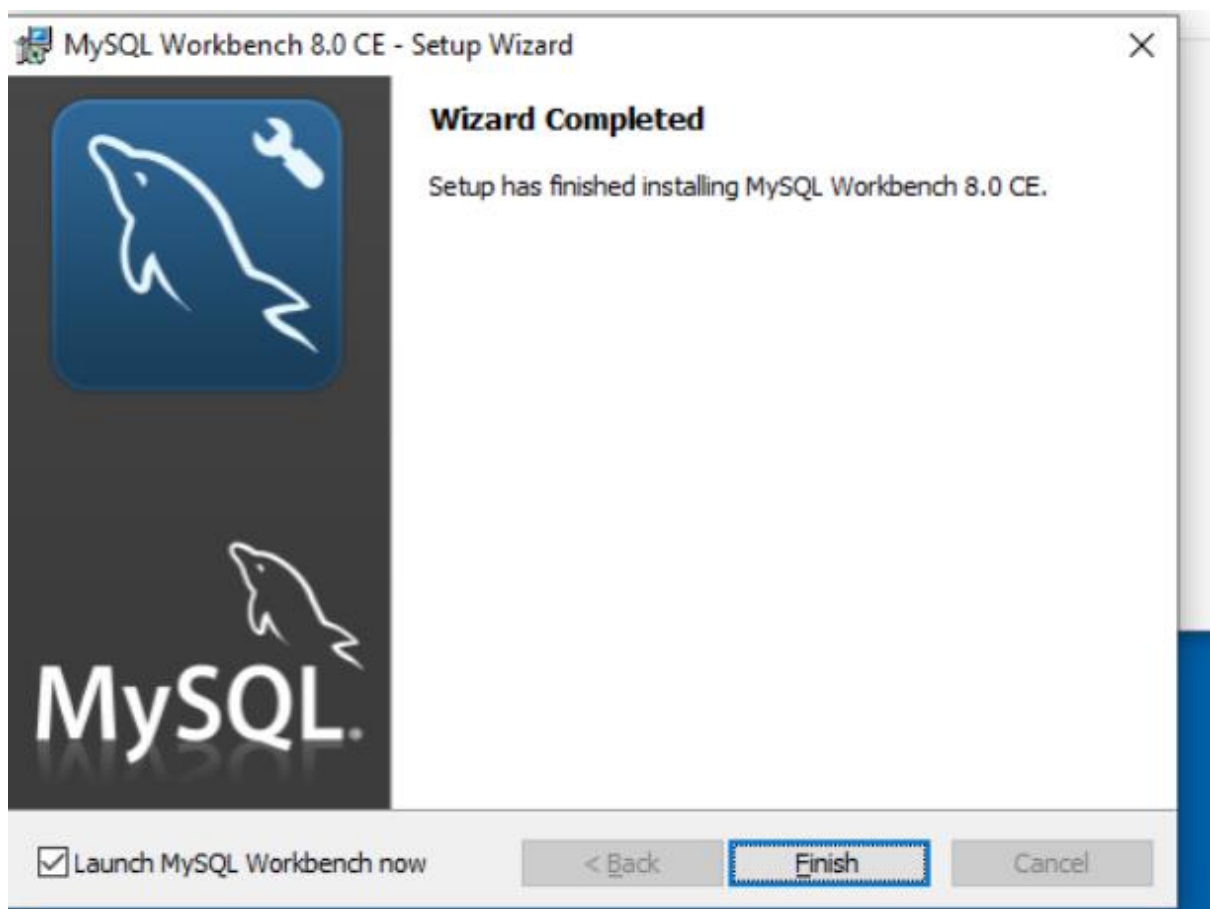 MySQL Workbench 8.0 CE - Setup Wizard
Wizard Completed
Setup has finished installing MySQL Workbench 8.0 CE.
MySQL.
Launch MySQL Workbench now
< Back
Finish
Cancel